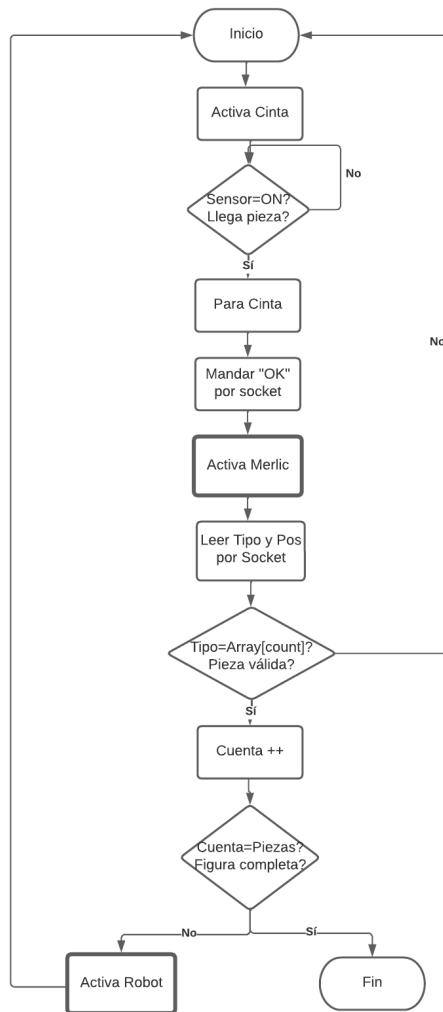 Inicio
Activa Cinta
Sensor=ON?
Llega pieza?
No
Sí
Para Cinta
Mandar "OK"
por socket
No
Activa Merlic
Leer Tipo y Pos
por Socket
Tipo=Array[count]?
Pieza válida?
Sí
Cuenta ++
Cuenta=Piezas?
Figura completa?
No
Sí
Activa Robot
Fin